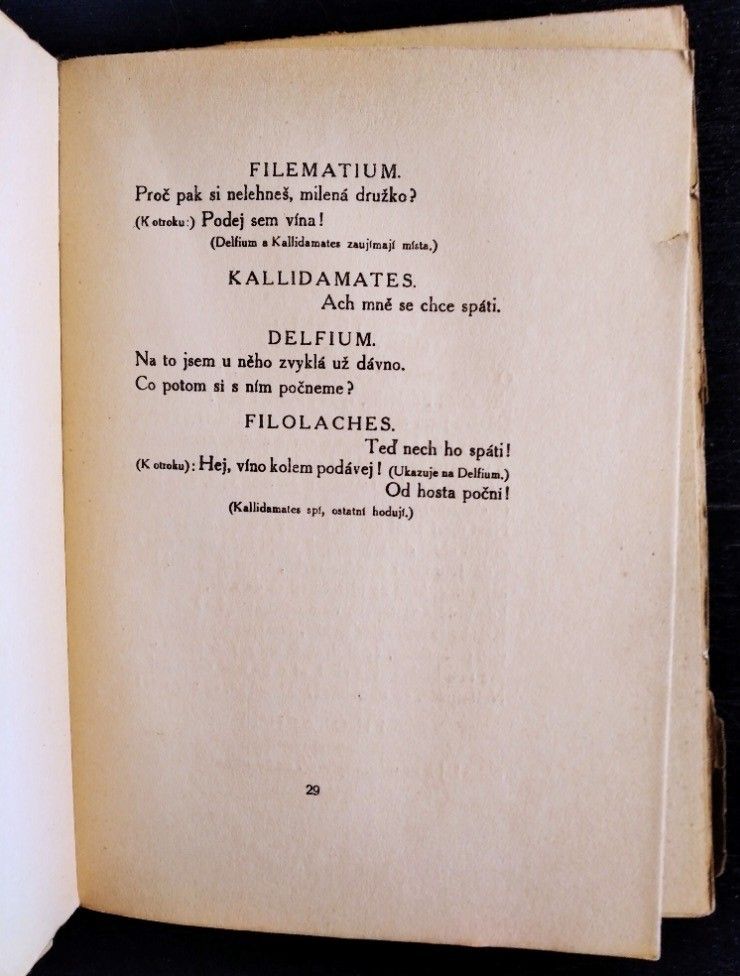 FILEMATIUM.
Proč pak si nelehneš, milená družko?
(K otroku:) Podej sem vína!
(Delfium a Kallidamates zaujímají místa.)
KALLIDAMATES.
Ach mně se chce spáti.
DELFIUM.
Na to jsem u něho zvyklá už dávno.
Co potom si s ním počneme?
FILOLACHES.
Teď nech ho spáti!
(K otroku): Hej, víno kolem podávej! (Ukazuje na Delfium.)
Od hosta počni!
(Kallidamates spí, ostatní hodují.)
29